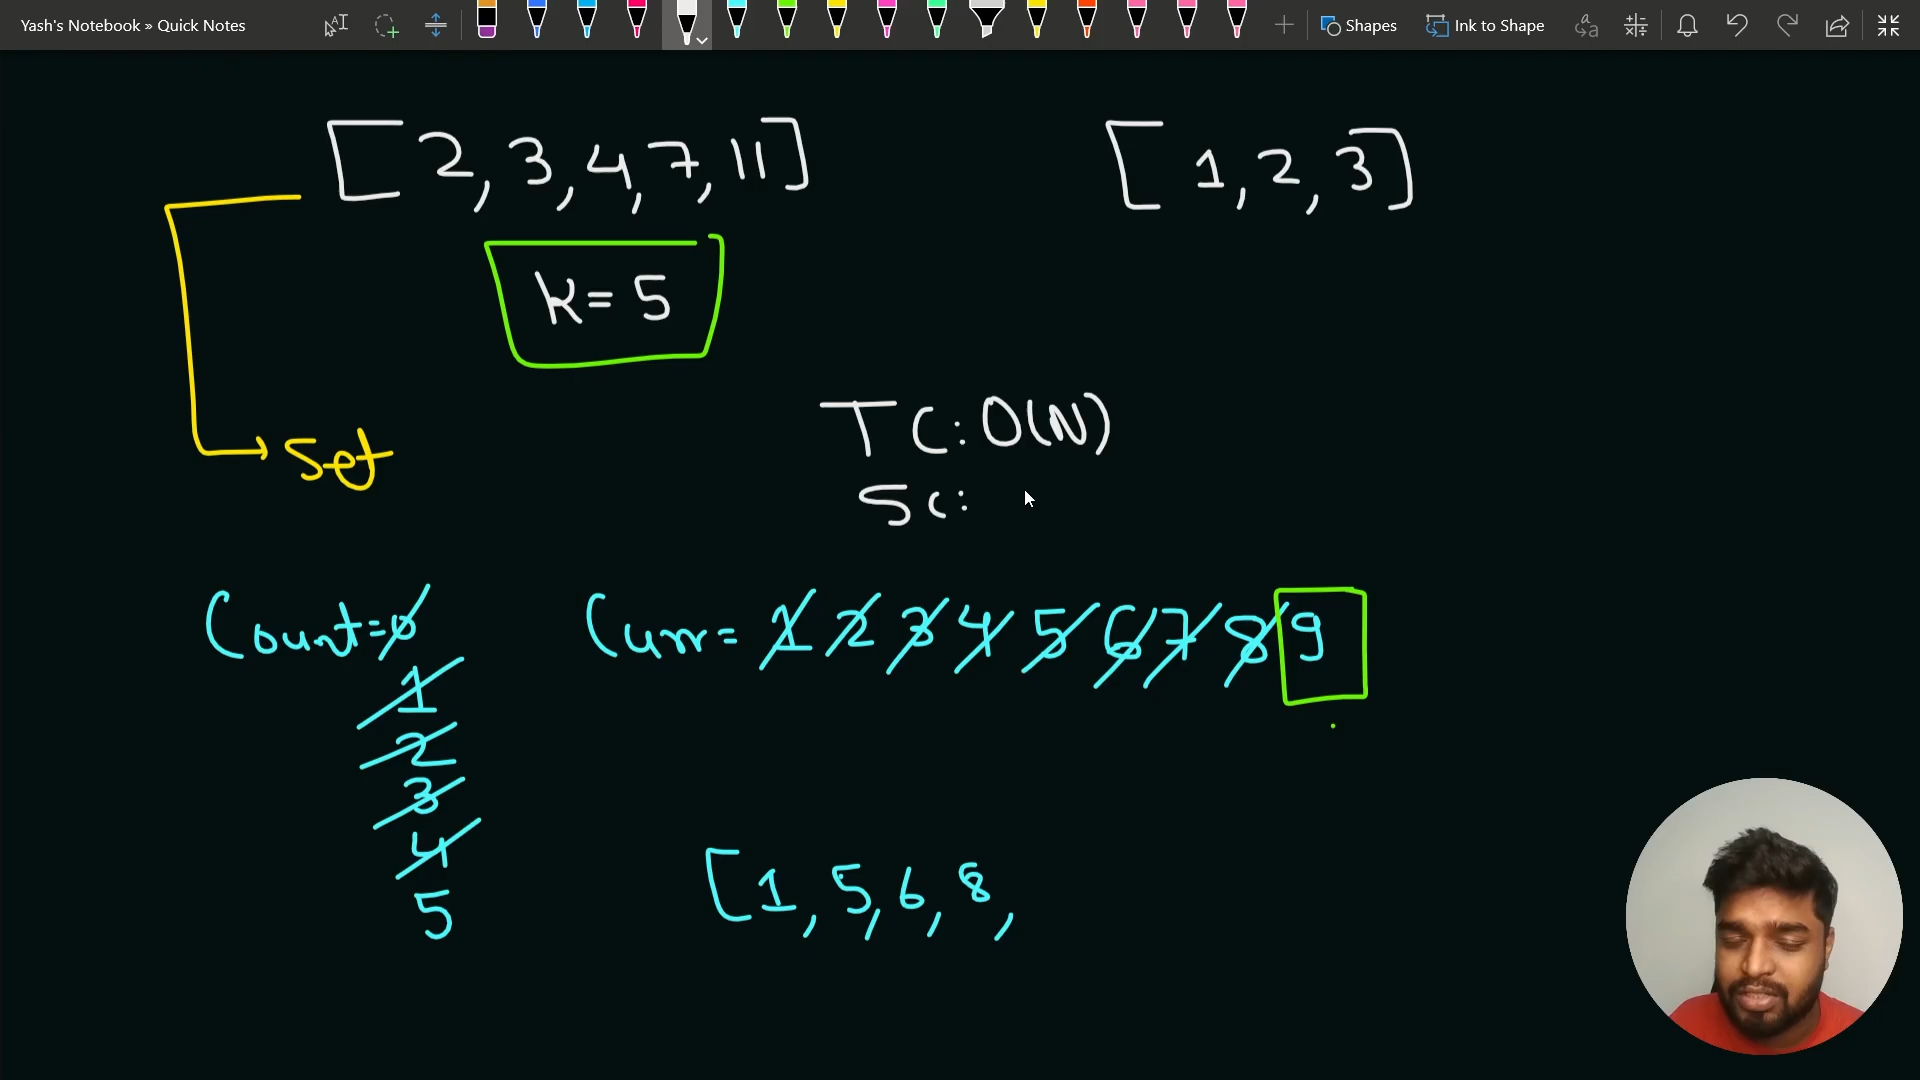 Yash's Notebook » Quick Notes
Shapes
Ink to Shape
[2, 3, 4, 7, 11]
[1, 2, 3]
k = 5
TC: O(N)
Set
SC:
Count = 0
Curr = 1 2 3 4 5 6 7 8 9
1
2
3
4
5
[1, 5, 6, 8,